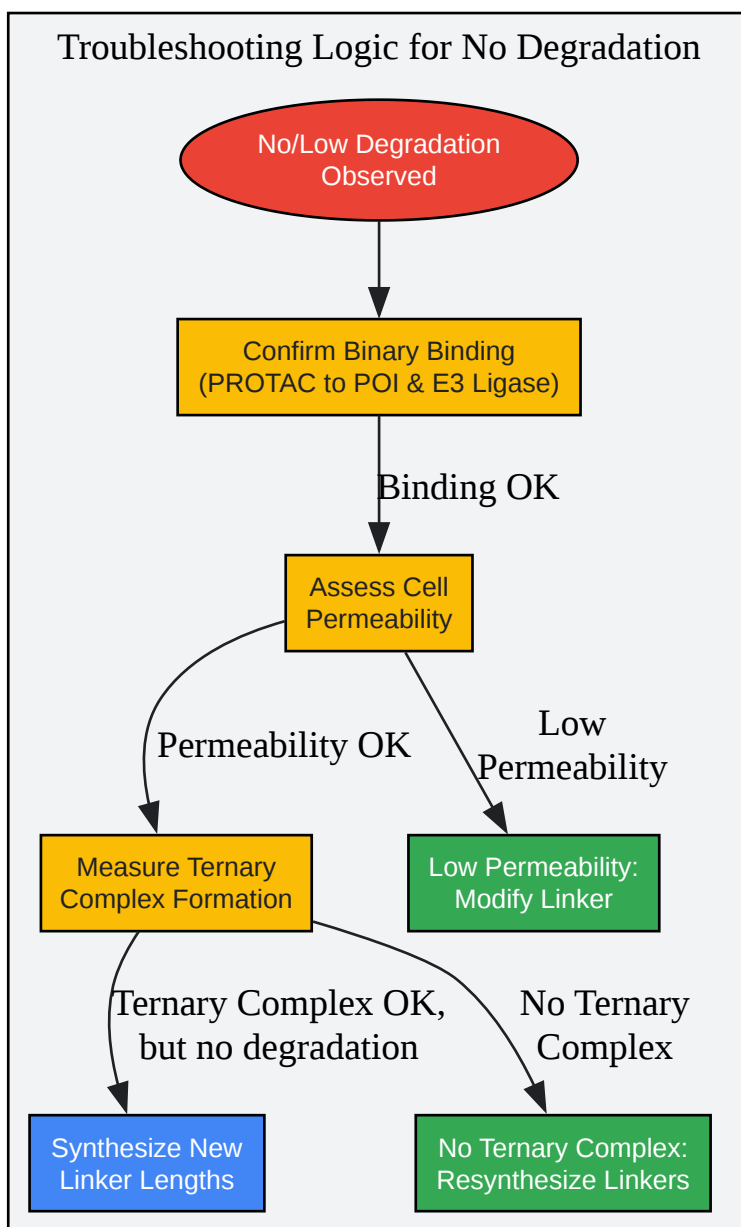 Troubleshooting Logic for No Degradation
No/Low Degradation
Observed
Confirm Binary Binding
(PROTAC to POI & E3 Ligase)
Binding OK
Assess Cell
Permeability
Permeability OK
Low
Permeability
Measure Ternary
Complex Formation
Low Permeability:
Modify Linker
Ternary Complex OK,
but no degradation
No Ternary
Complex
Synthesize New
Linker Lengths
No Ternary Complex:
Resynthesize Linkers